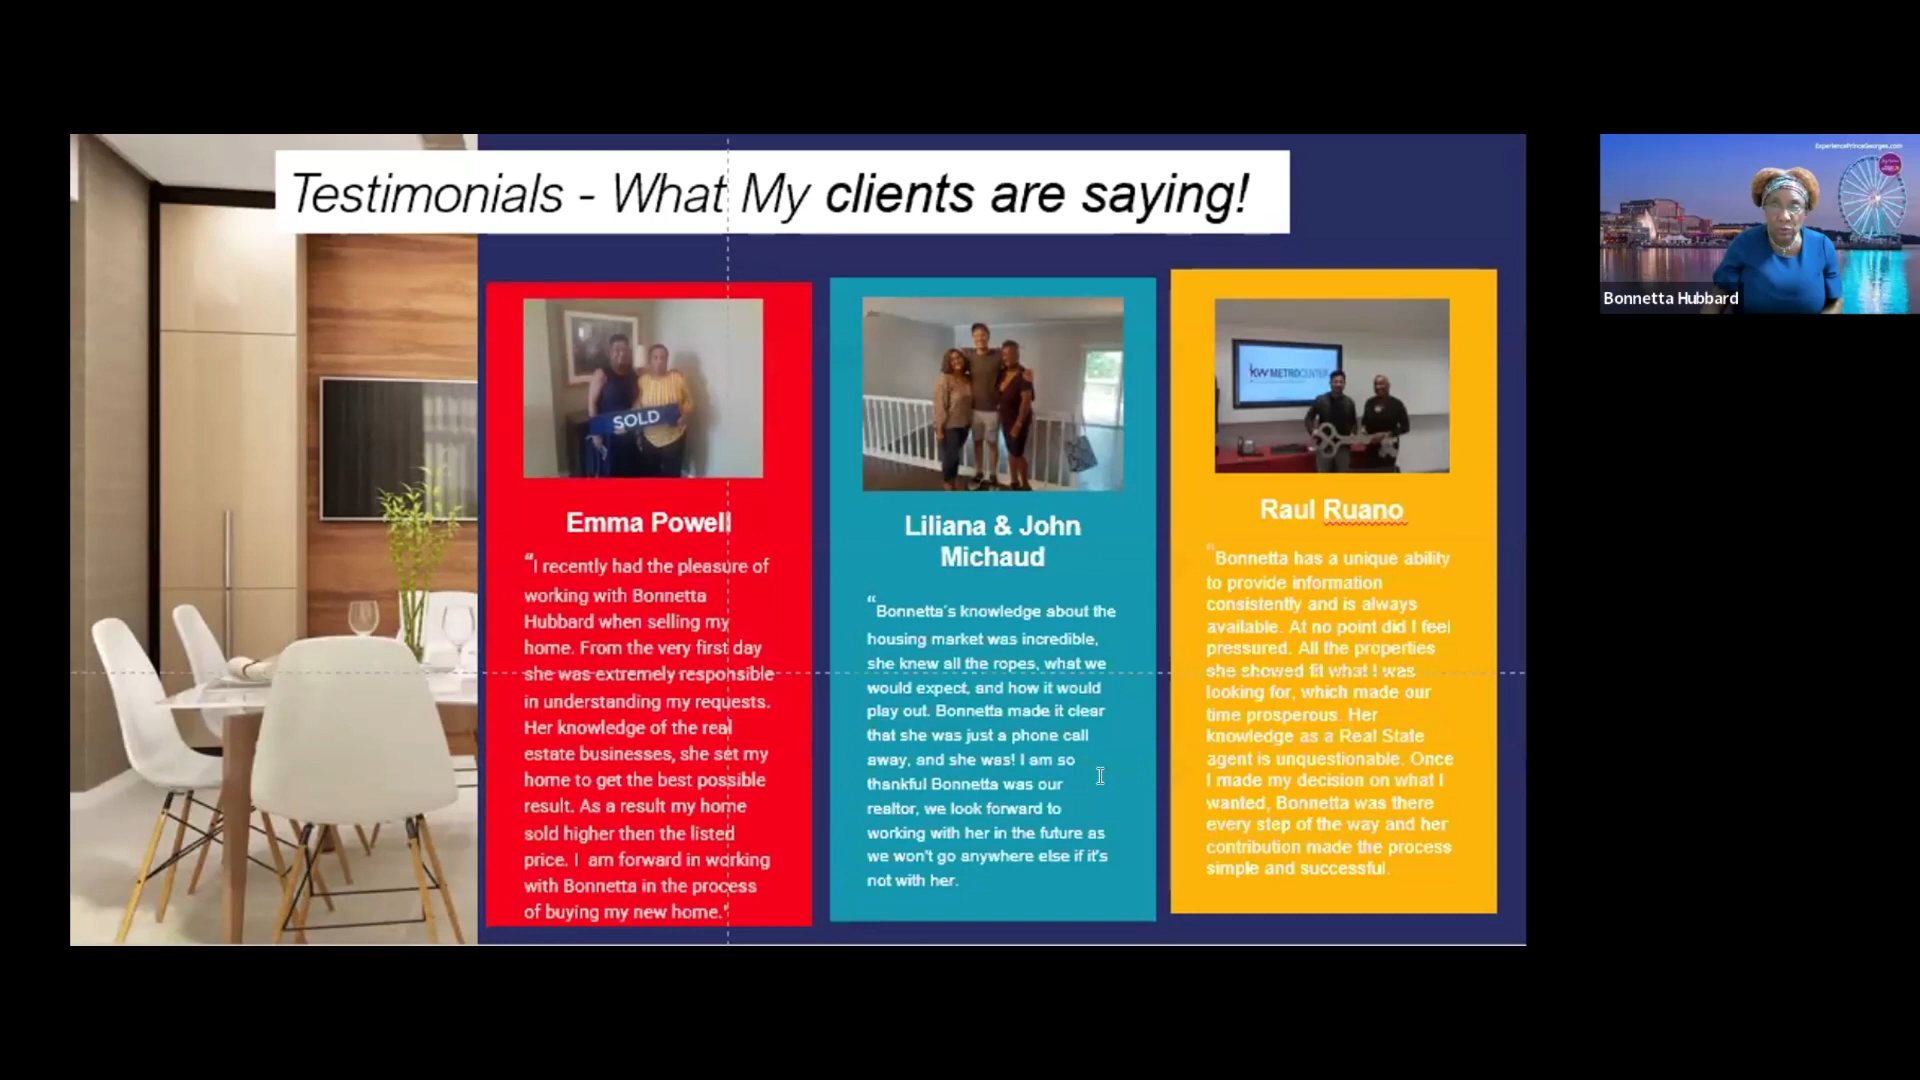 Testimonials - What My clients are saying!
SOLD
Emma Powell
“I recently had the pleasure of
working with Bonnetta
Hubbard when selling my
home. From the very first day
she was extremely responsible
in understanding my requests.
Her knowledge of the real
estate businesses, she set my
home to get the best possible
result. As a result my home
sold higher then the listed
price. I am forward in working
with Bonnetta in the process
of buying my new home."
Liliana & John
Michaud
“Bonnetta's knowledge about the
housing market was incredible,
she knew all the ropes, what we
would expect, and how it would
play out. Bonnetta made it clear
that she was just a phone call
away, and she was! I am so
thankful Bonnetta was our
realtor, we look forward to
working with her in the future as
we won't go anywhere else if it's
not with her.
kw METROCENTER
Raul Ruano
“Bonnetta has a unique ability
to provide information
consistently and is always
available. At no point did I feel
pressured. All the properties
she showed fit what I was
looking for, which made our
time prosperous. Her
knowledge as a Real State
agent is unquestionable. Once
I made my decision on what I
wanted, Bonnetta was there
every step of the way and her
contribution made the process
simple and successful.
ExperiencePrinceGeorges.com
Bonnetta Hubbard